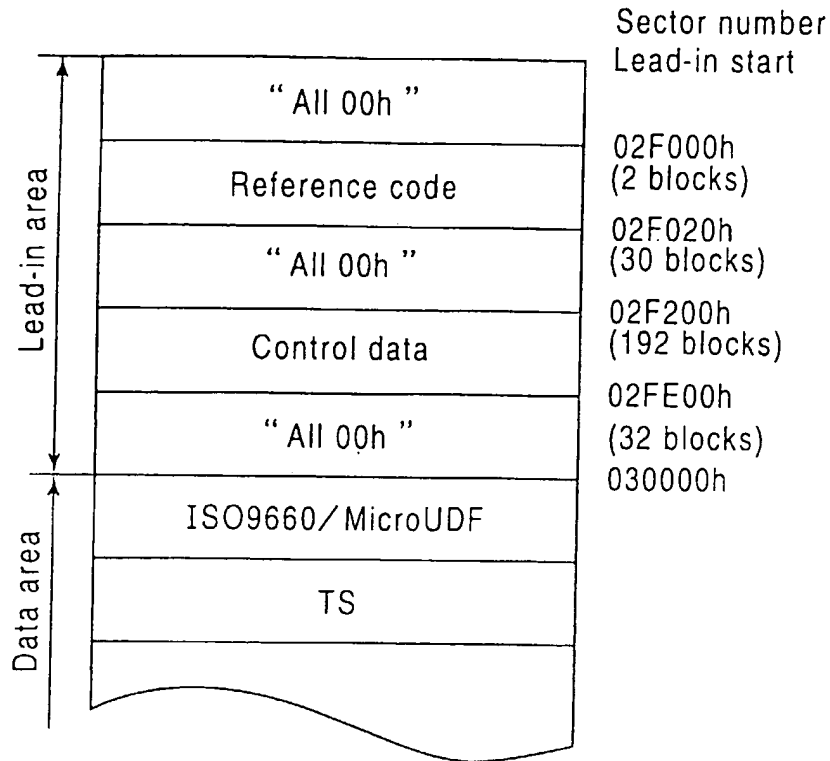 Sector number
Lead-in start
“ All 00h ”
02F000h
(2 blocks)
Reference code
02F020h
(30 blocks)
“ All 00h ”
02F200h
(192 blocks)
Control data
02FE00h
(32 blocks)
“ All 00h ”
030000h
ISO9660/MicroUDF
TS
Lead-in area
Data area